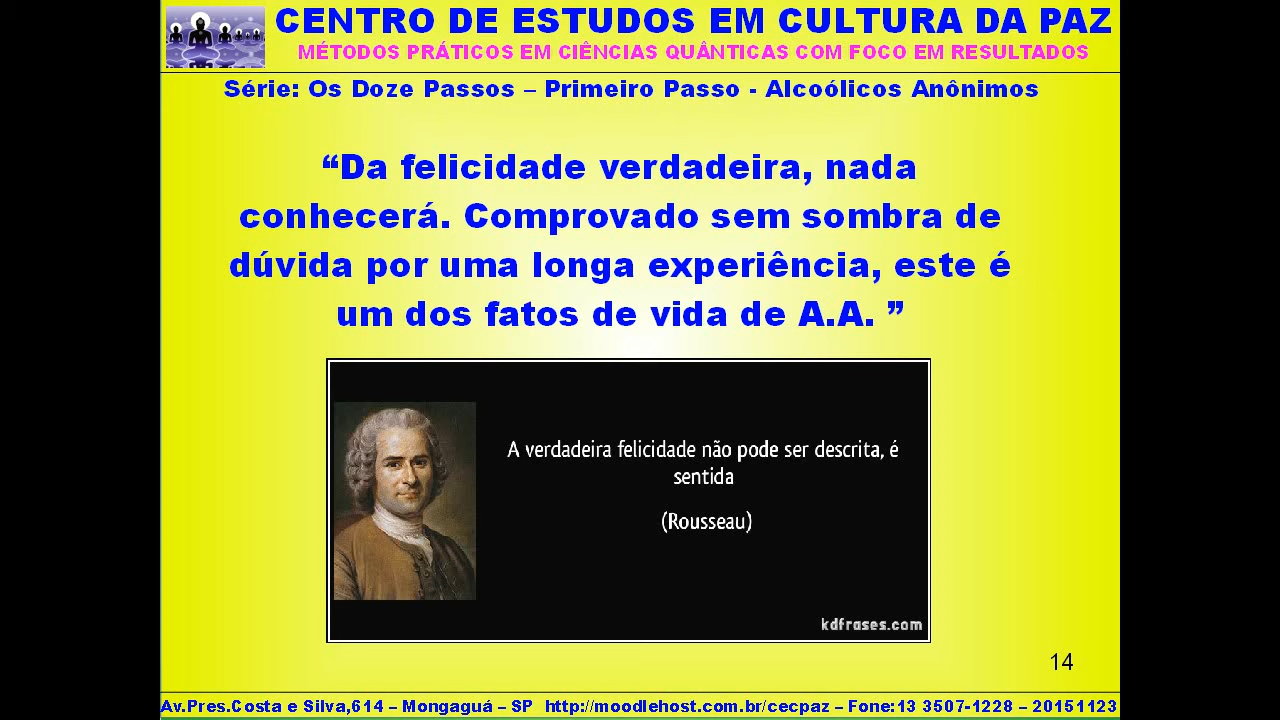 CENTRO DE ESTUDOS EM CULTURA DA PAZ
MÉTODOS PRÁTICOS EM CIÊNCIAS QUÂNTICAS COM FOCO EM RESULTADOS
Série: Os Doze Passos – Primeiro Passo - Alcoólicos Anônimos
“Da felicidade verdadeira, nada
conhecerá. Comprovado sem sombra de
dúvida por uma longa experiência, este é
um dos fatos de vida de A.A. ”
A verdadeira felicidade não pode ser descrita, é
sentida
(Rousseau)
kdfrases.com
14
Av.Pres.Costa e Silva,614 – Mongaguá – SP http://moodlehost.com.br/cecpaz – Fone:13 3507-1228 – 20151123